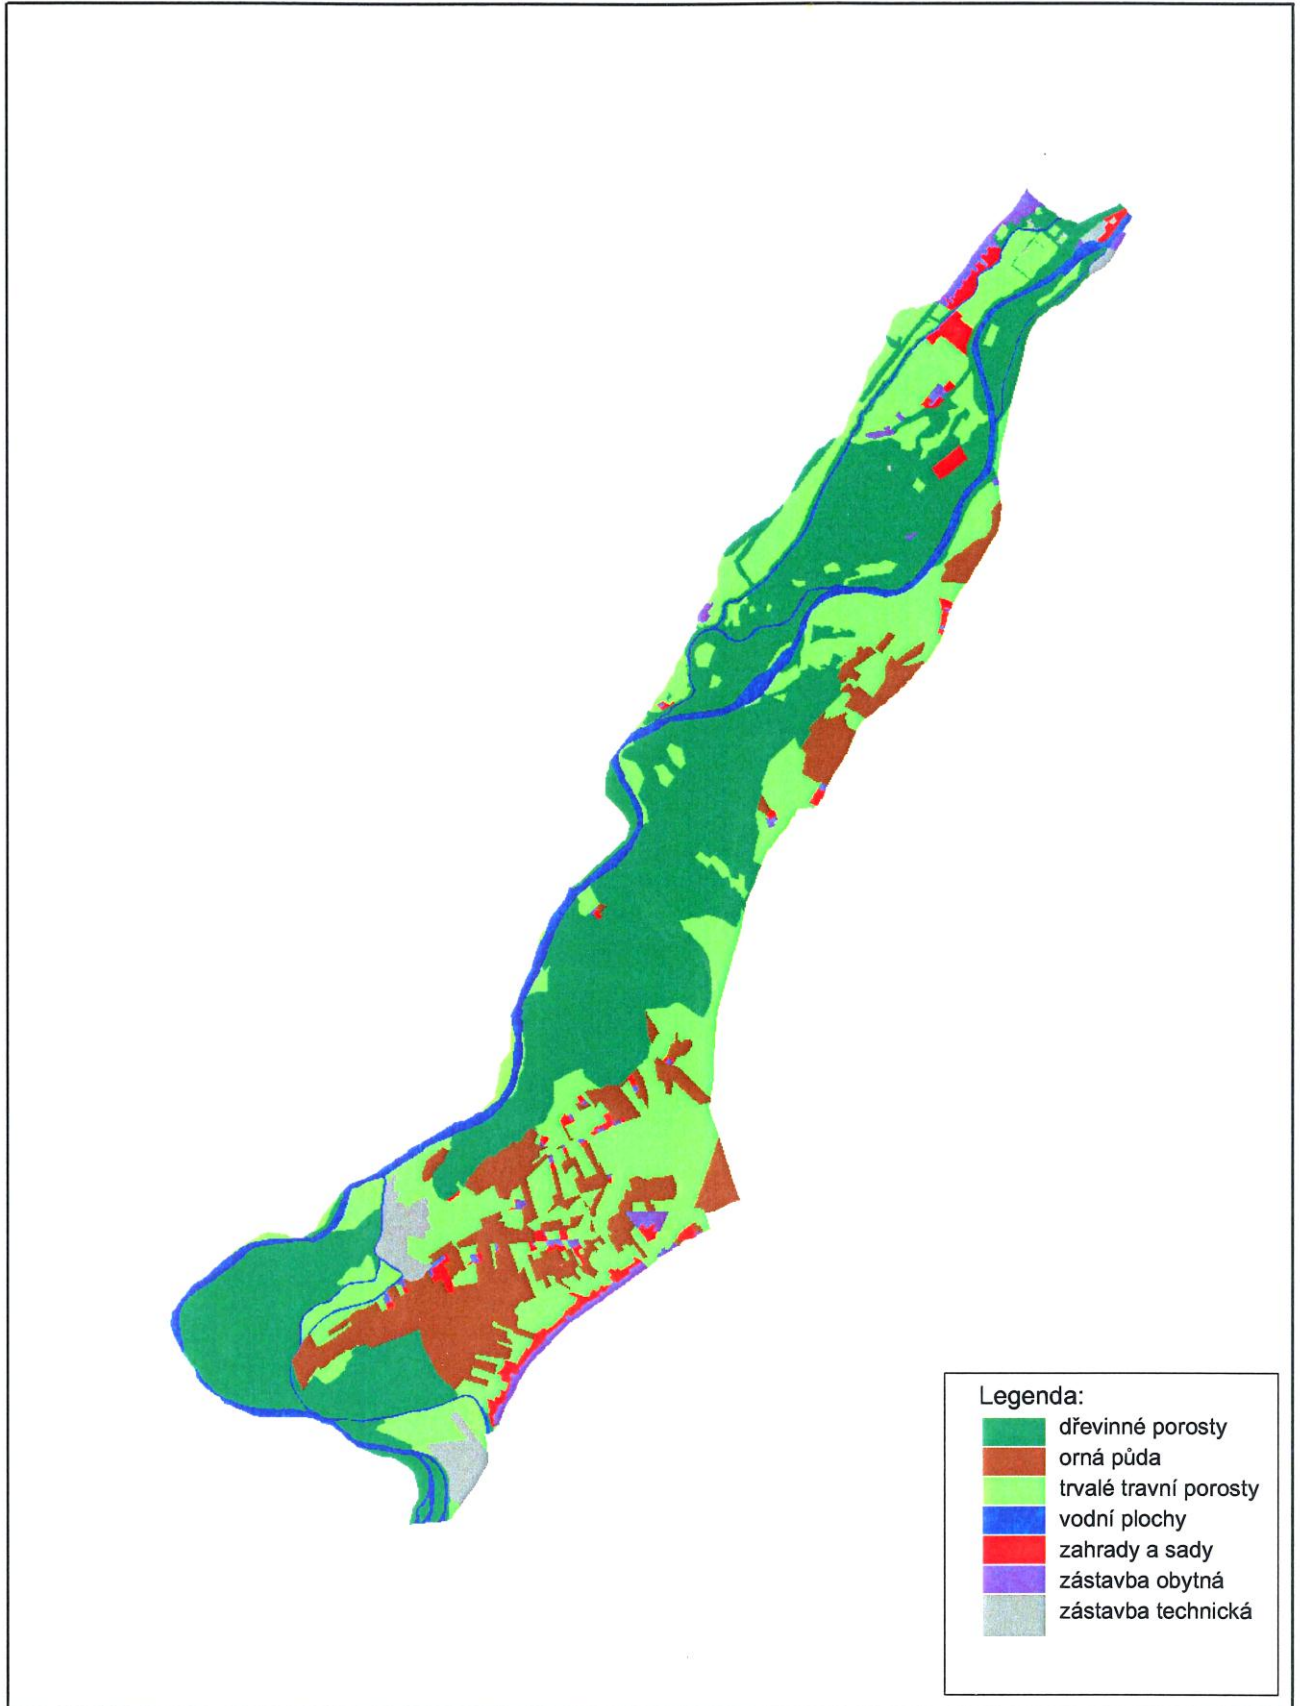 Legenda:
dřevinné porosty
orná půda
trvalé travní porosty
vodní plochy
zahrady a sady
zástavba obytná
zástavba technická